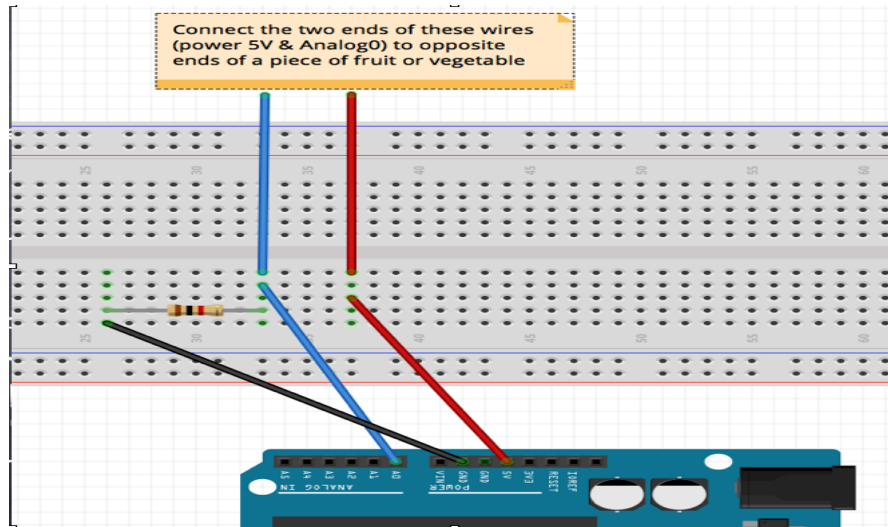 Connect the two ends of these wires
(power 5V & Analog0) to opposite
ends of a piece of fruit or vegetable
25 30 35 40 45 50 55 60
25 30 35 40 45 50 55 60
A5 A4 A3 A2 A1 A0 VIN GND GND 5V 3V3 RESET IOREF
ANALOG IN POWER